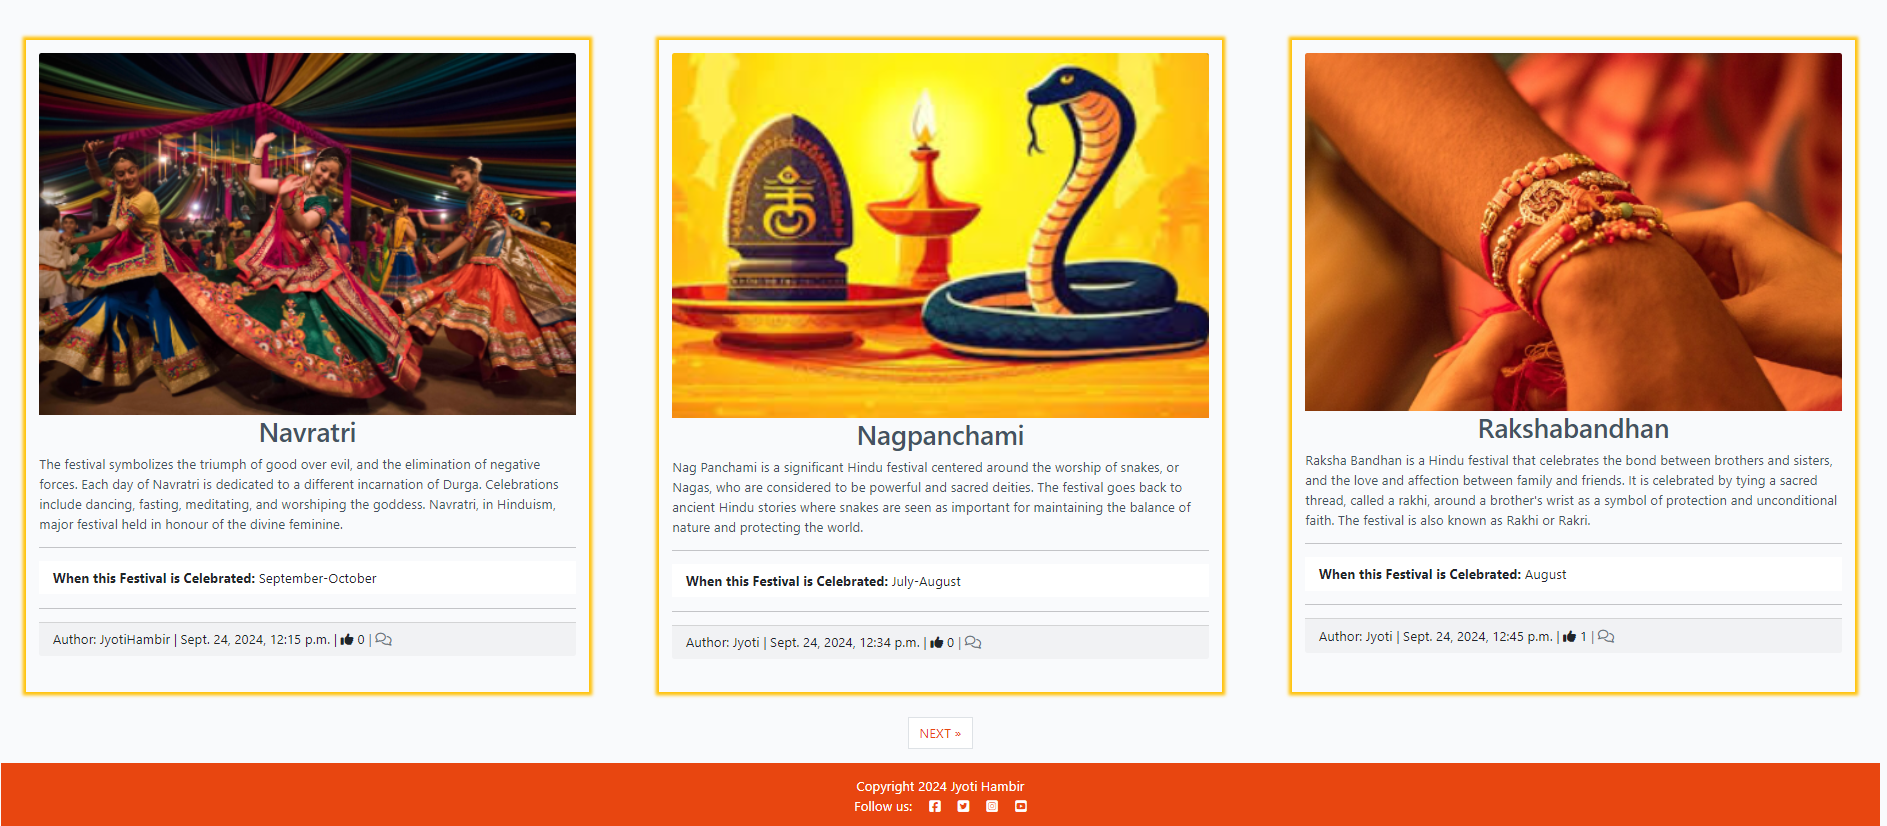 Navratri
The festival symbolizes the triumph of good over evil, and the elimination of negative
forces. Each day of Navratri is dedicated to a different incarnation of Durga. Celebrations
include dancing, fasting, meditating, and worshiping the goddess. Navratri, in Hinduism,
major festival held in honour of the divine feminine.
When this Festival is Celebrated: September-October
Author: JyotiHambir | Sept. 24, 2024, 12:15 p.m. | 0 |
Nagpanchami
Nag Panchami is a significant Hindu festival centered around the worship of snakes, or
Nagas, who are considered to be powerful and sacred deities. The festival goes back to
ancient Hindu stories where snakes are seen as important for maintaining the balance of
nature and protecting the world.
When this Festival is Celebrated: July-August
Author: Jyoti | Sept. 24, 2024, 12:34 p.m. | 0 |
Rakshabandhan
Raksha Bandhan is a Hindu festival that celebrates the bond between brothers and sisters,
and the love and affection between family and friends. It is celebrated by tying a sacred
thread, called a rakhi, around a brother's wrist as a symbol of protection and unconditional
faith. The festival is also known as Rakhi or Rakri.
When this Festival is Celebrated: August
Author: Jyoti | Sept. 24, 2024, 12:45 p.m. | 1 |
NEXT »
Copyright 2024 Jyoti Hambir
Follow us: